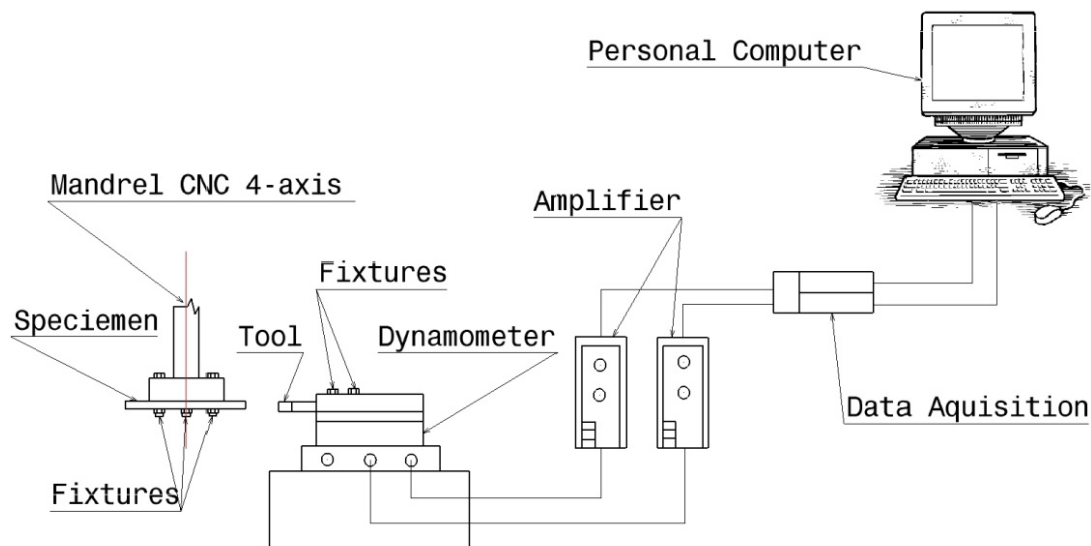 Personal Computer
Mandrel CNC 4-axis
Amplifier
Fixtures
Speciemen
Tool
Dynamometer
Data Aquisition
Fixtures